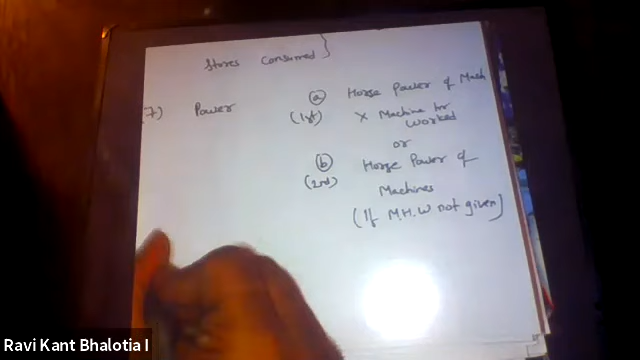 Stores Consumed }
7) Power (a) Horse Power of Mach
(1st) X Machine hr
worked
or
(b) Horse Power of
(2nd) Machines
(If M.H.W not given)
Ravi Kant Bhalotia I